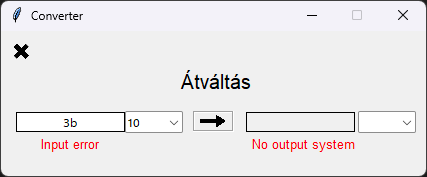 Converter
Átváltás
3b 10
Input error No output system